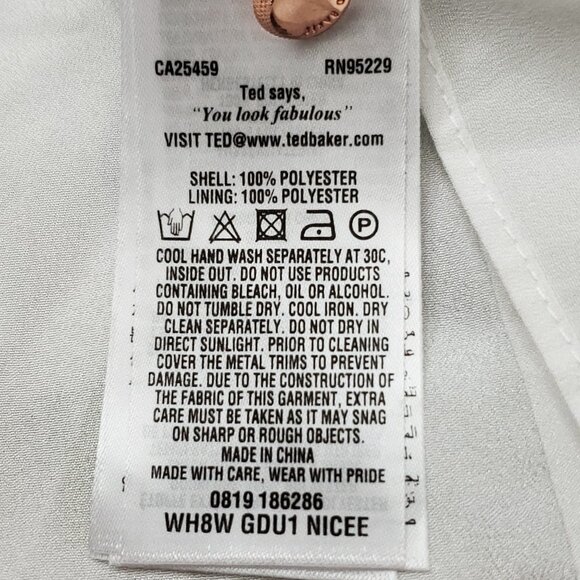 CA25459 RN95229
Ted says,
"You look fabulous"
VISIT TED@www.tedbaker.com
SHELL: 100% POLYESTER
LINING: 100% POLYESTER
P
COOL HAND WASH SEPARATELY AT 30C,
INSIDE OUT. DO NOT USE PRODUCTS
CONTAINING BLEACH, OIL OR ALCOHOL.
DO NOT TUMBLE DRY. COOL IRON. DRY
CLEAN SEPARATELY. DO NOT DRY IN
DIRECT SUNLIGHT. PRIOR TO CLEANING
COVER THE METAL TRIMS TO PREVENT
DAMAGE. DUE TO THE CONSTRUCTION OF
THE FABRIC OF THIS GARMENT, EXTRA
CARE MUST BE TAKEN AS IT MAY SNAG
ON SHARP OR ROUGH OBJECTS.
MADE IN CHINA
MADE WITH CARE, WEAR WITH PRIDE
0819 186286
WH8W GDU1 NICEE